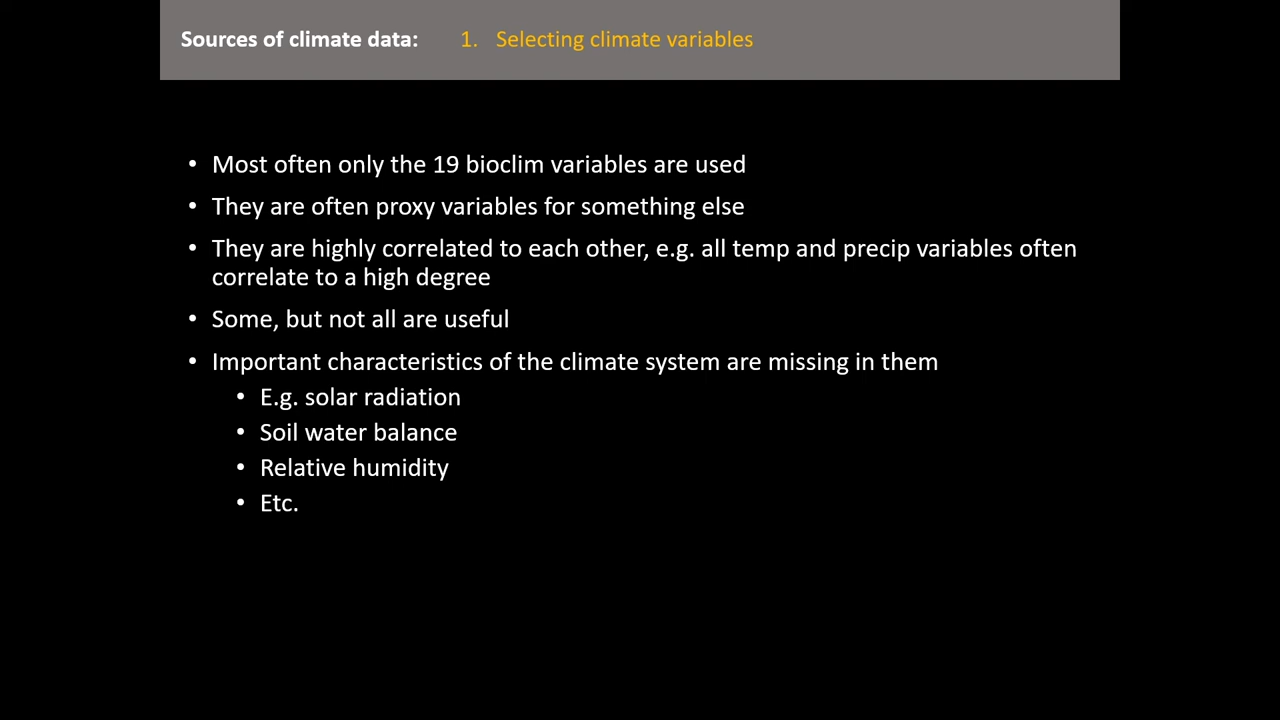 Sources of climate data: 1. Selecting climate variables
• Most often only the 19 bioclim variables are used
• They are often proxy variables for something else
• They are highly correlated to each other, e.g. all temp and precip variables often
correlate to a high degree
• Some, but not all are useful
• Important characteristics of the climate system are missing in them
• E.g. solar radiation
• Soil water balance
• Relative humidity
• Etc.